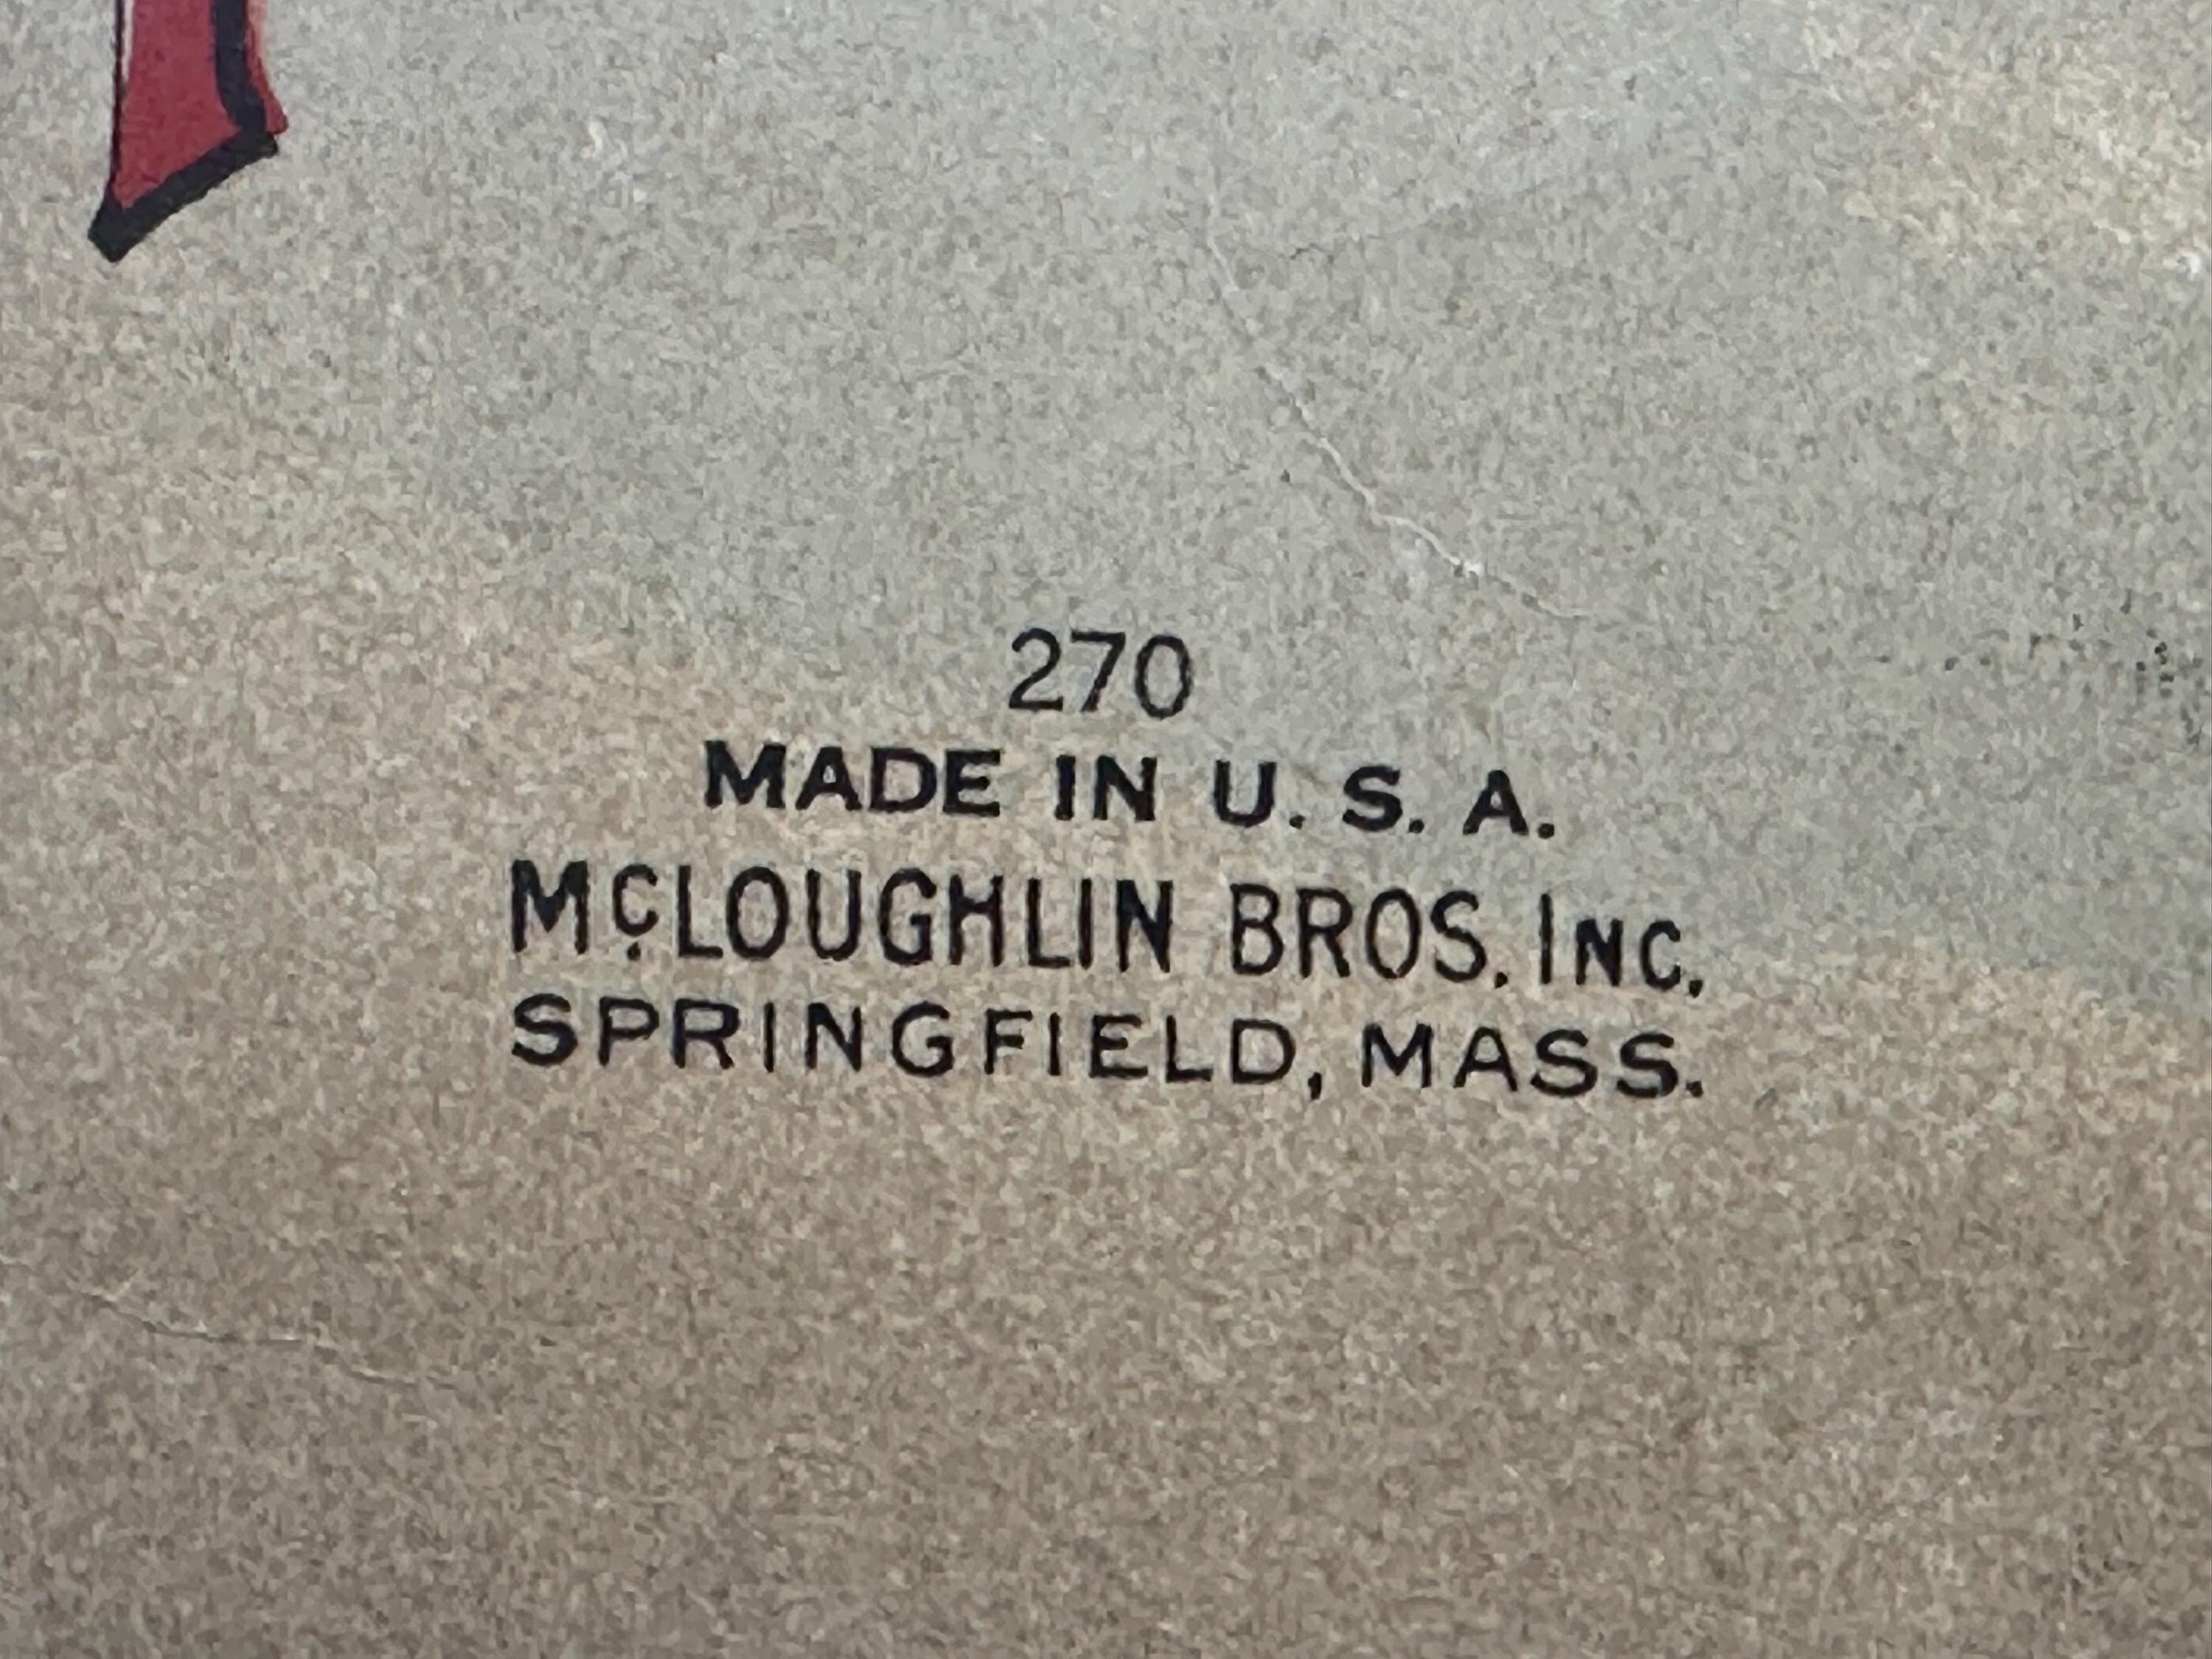 270
MADE IN U. S. A.
McLOUGHLIN BROS. INC.
SPRINGFIELD, MASS.